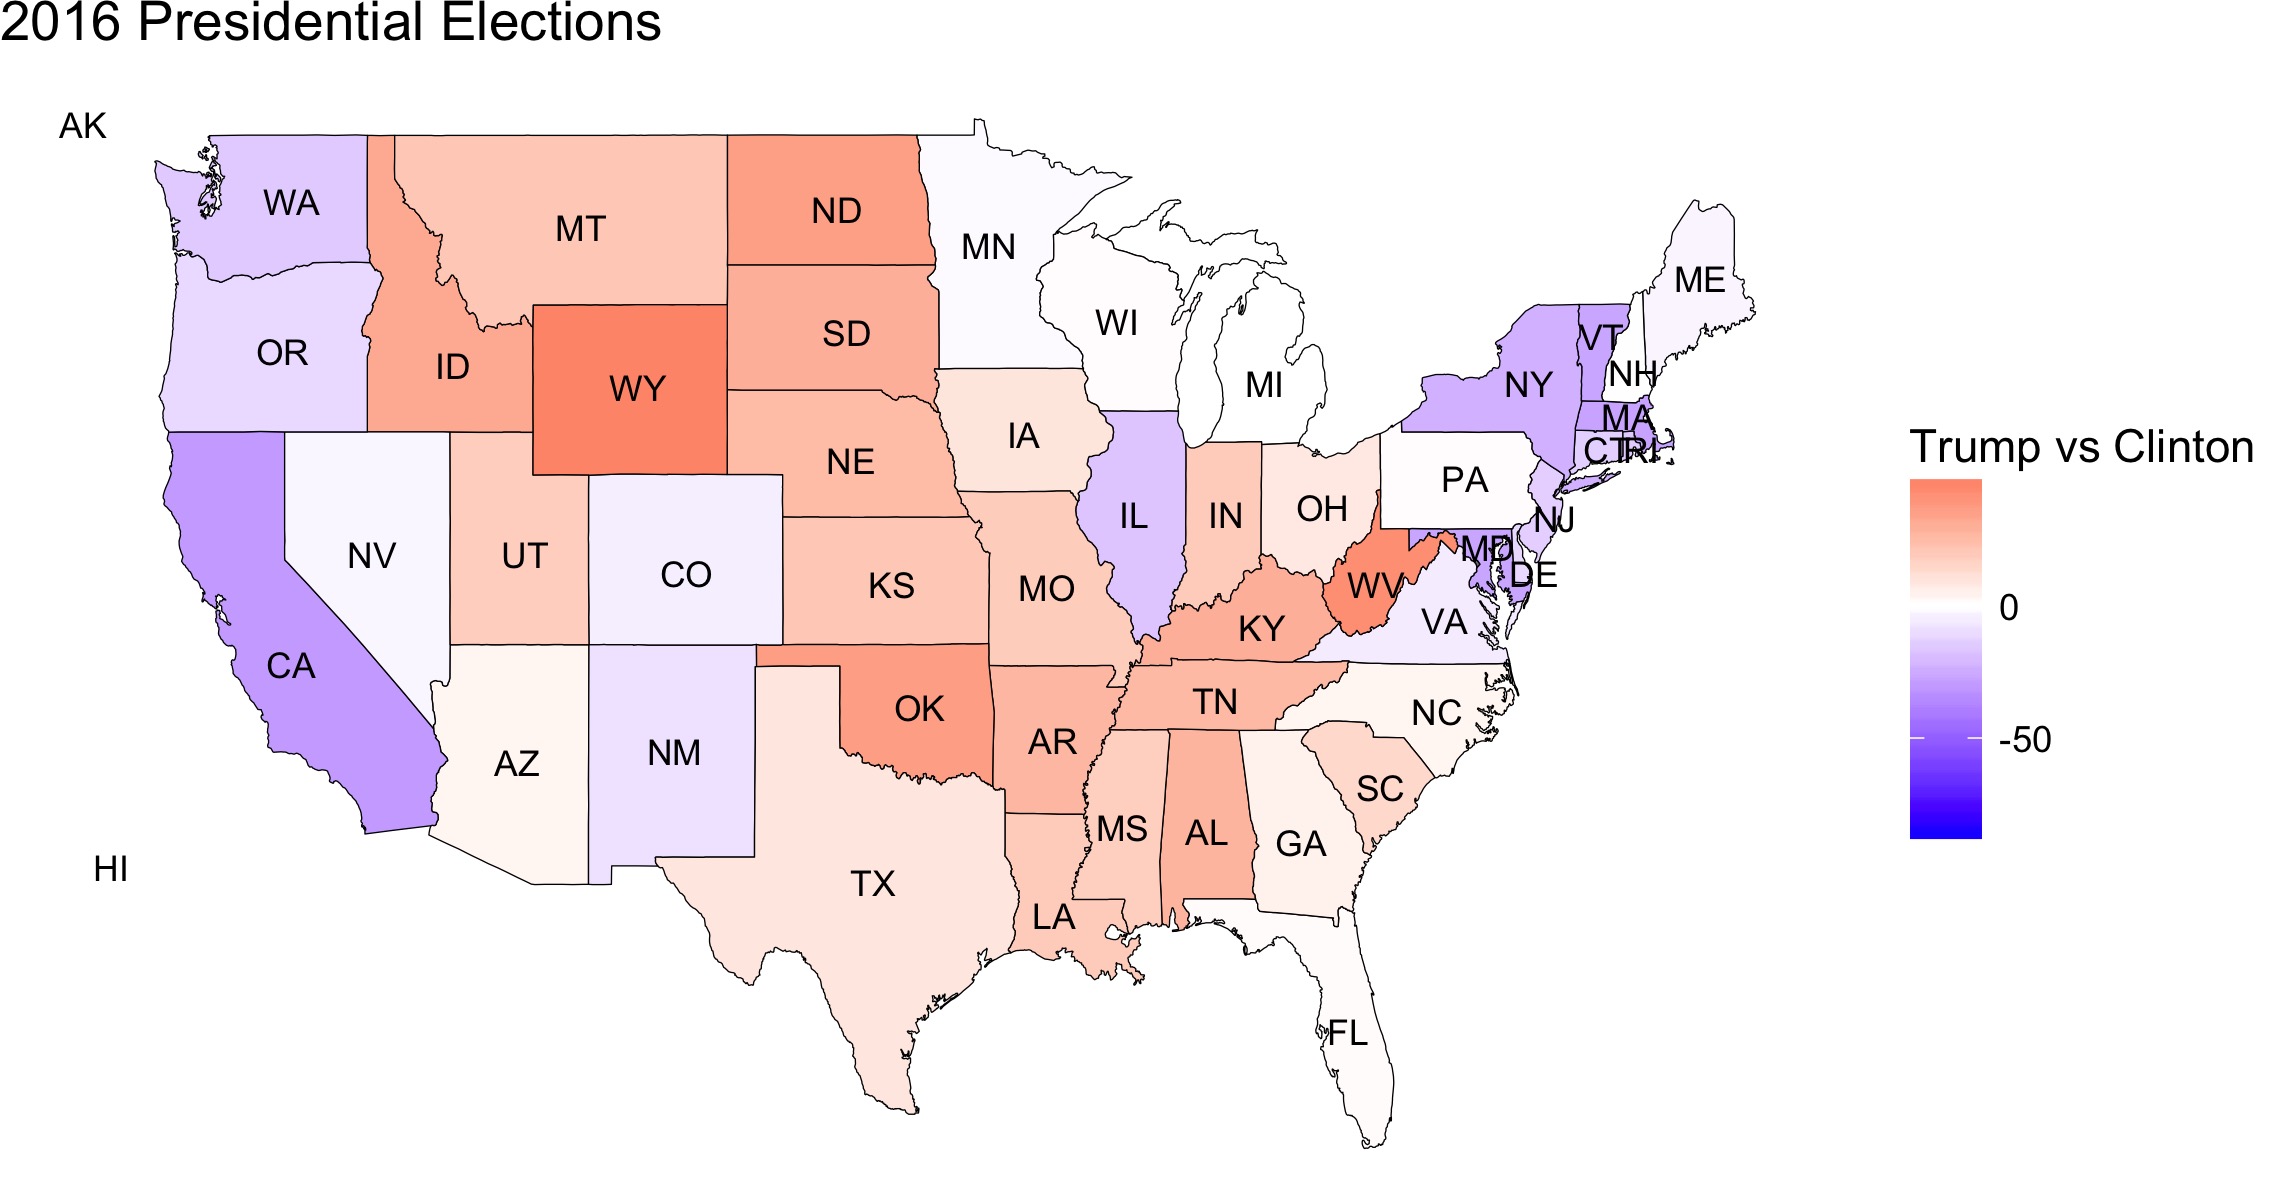 2016 Presidential Elections
AK
WA
MT
ND
MN
ME
OR
ID
WY
SD
WI
MI
VT
NH
NY
MA
CT
RI
NV
UT
CO
NE
IA
IL
IN
OH
PA
NJ
KS
MO
KY
WV
MD
DE
VA
CA
AZ
NM
OK
AR
TN
NC
SC
TX
LA
MS
AL
GA
HI
FL
Trump vs Clinton
0
-50